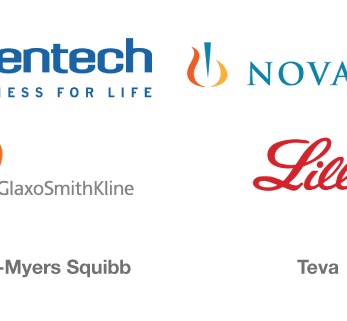 entech
NOVA
NESS FOR LIFE
GlaxoSmithKline
Lill
-Myers Squibb
Teva